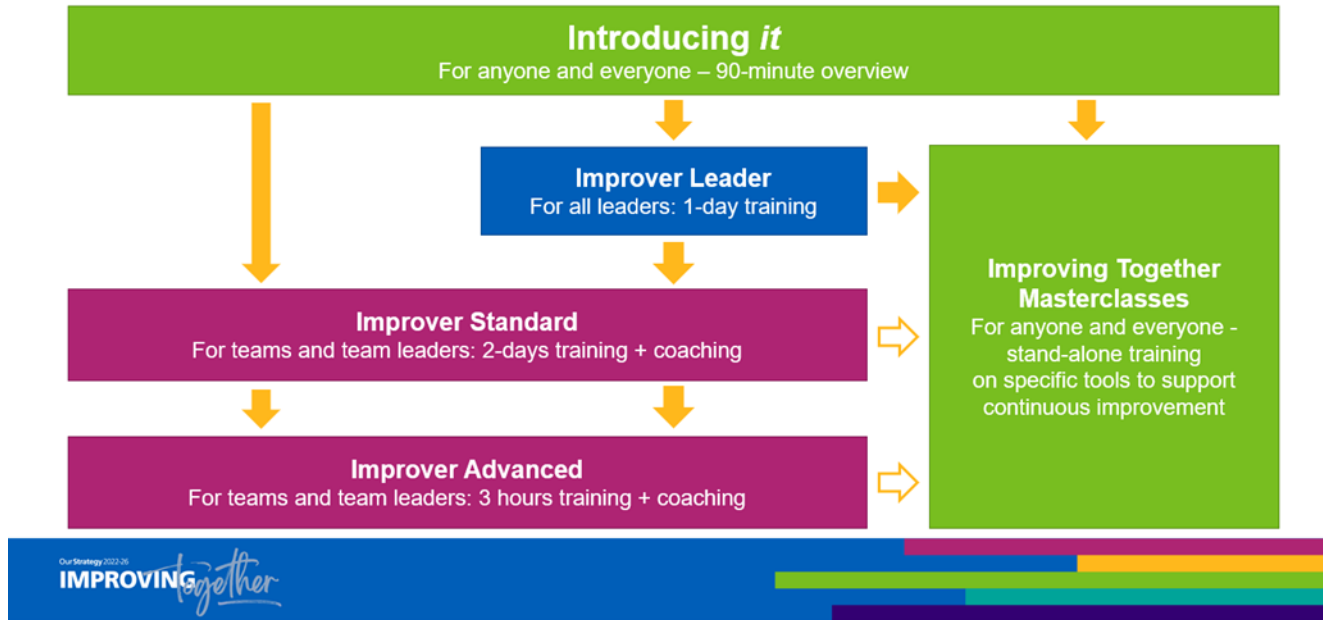 Introducing it
For anyone and everyone – 90-minute overview
Improver Leader
For all leaders: 1-day training
Improver Standard
For teams and team leaders: 2-days training + coaching
Improver Advanced
For teams and team leaders: 3 hours training + coaching
Improving Together
Masterclasses
For anyone and everyone -
stand-alone training
on specific tools to support
continuous improvement
Our Strategy 2022-26
IMPROVING together